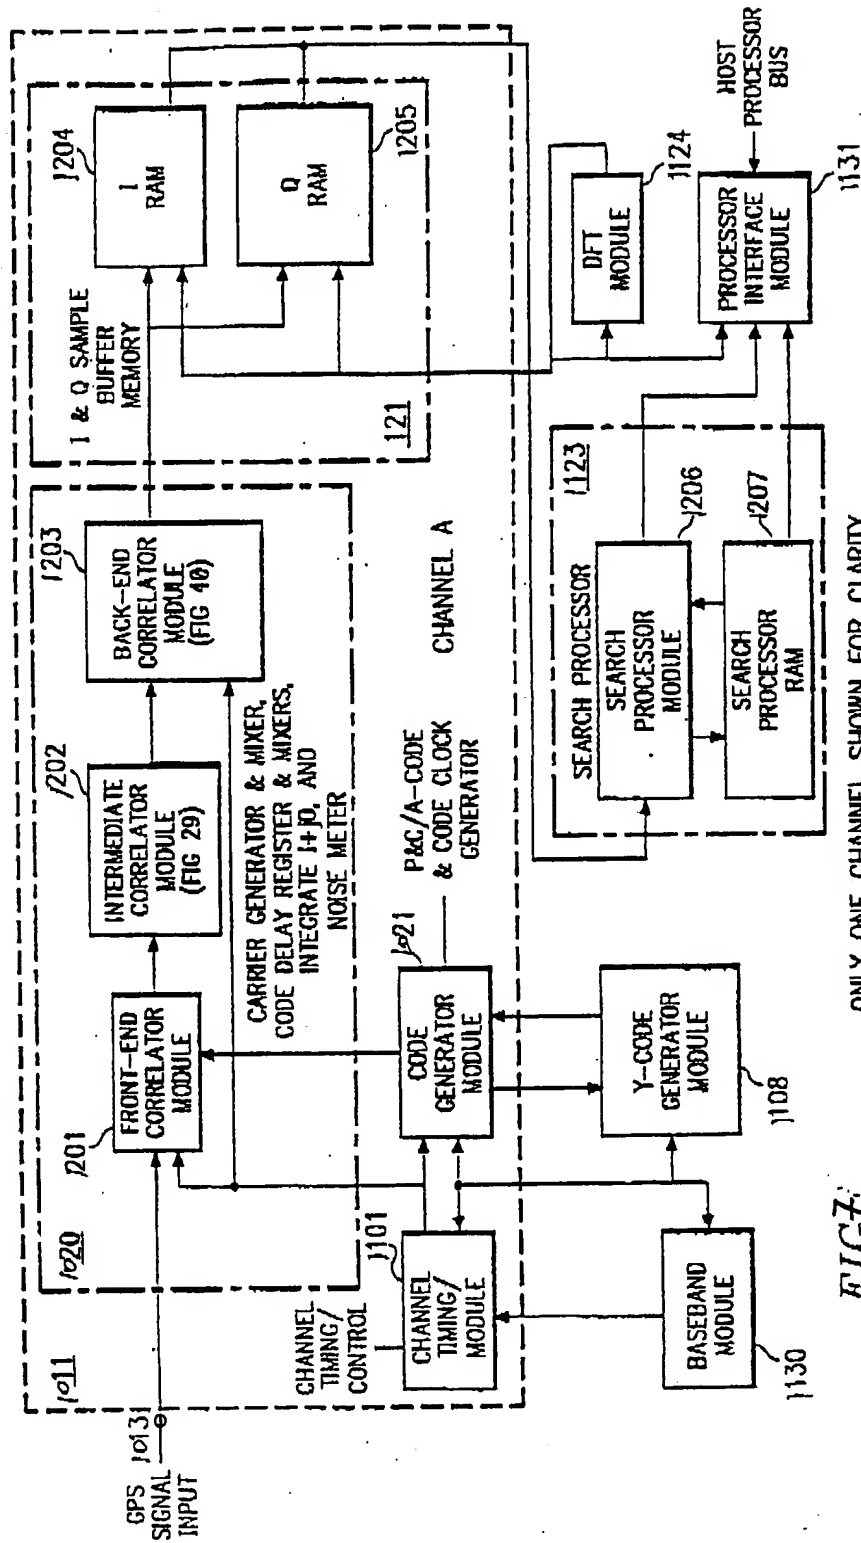 GPS
SIGNAL
INPUT
10131
1011
1020
1201
FRONT-END
CORRELATOR
MODULE
1202
INTERMEDIATE
CORRELATOR
MODULE
(FIG 29)
1203
BACK-END
CORRELATOR
MODULE
(FIG 40)
CARRIER GENERATOR & MIXER,
CODE DELAY REGISTER & MIXERS,
INTEGRATE I+jQ, AND
NOISE METER
I & Q SAMPLE
BUFFER
MEMORY
121
1204
I
RAM
Q
RAM
1205
CHANNEL
TIMING/
CONTROL
1101
CHANNEL
TIMING/
MODULE
1021
CODE
GENERATOR
MODULE
P&C/A-CODE
& CODE CLOCK
GENERATOR
CHANNEL A
BASEBAND
MODULE
1130
Y-CODE
GENERATOR
MODULE
1108
SEARCH PROCESSOR
1123
SEARCH
PROCESSOR
MODULE
1206
SEARCH
PROCESSOR
RAM
1207
DFT
MODULE
1124
PROCESSOR
INTERFACE
MODULE
1131
HOST
PROCESSOR
BUS
FIG 7.
ONLY ONE CHANNEL SHOWN FOR CLARITY